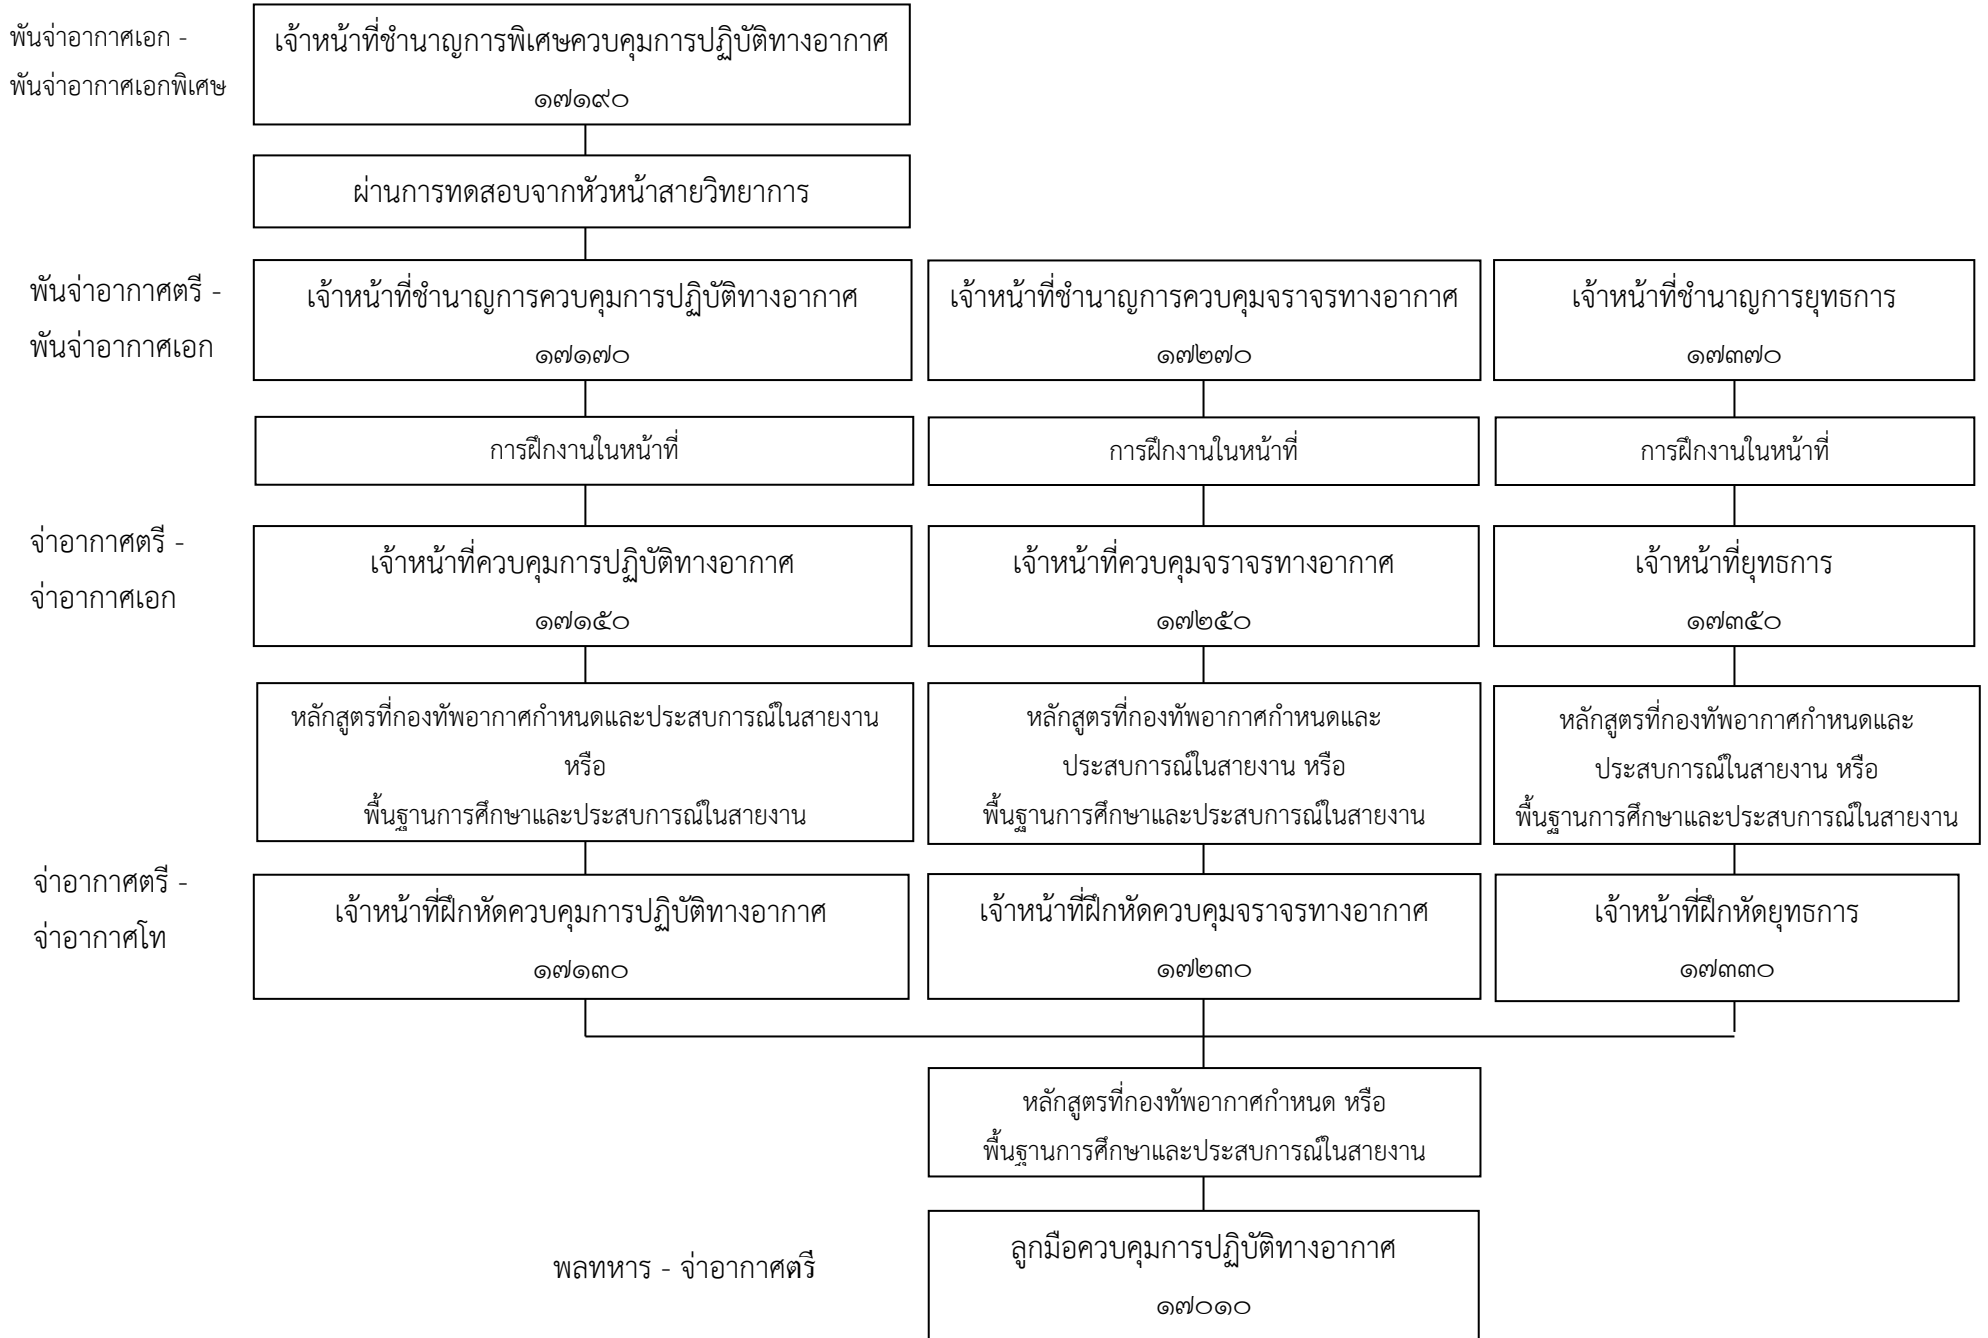 พันจ่าอากาศเอก -
พันจ่าอากาศเอกพิเศษ
เจ้าหน้าที่ชำนาญการพิเศษควบคุมการปฏิบัติทางอากาศ
๑๗๑๙๐
ผ่านการทดสอบจากหัวหน้าสายวิทยาการ
พันจ่าอากาศตรี -
พันจ่าอากาศเอก
เจ้าหน้าที่ชำนาญการควบคุมการปฏิบัติทางอากาศ
๑๗๑๗๐
เจ้าหน้าที่ชำนาญการควบคุมจราจรทางอากาศ
๑๗๒๗๐
เจ้าหน้าที่ชำนาญการยุทธการ
๑๗๓๗๐
การฝึกงานในหน้าที่
การฝึกงานในหน้าที่
การฝึกงานในหน้าที่
จ่าอากาศตรี -
จ่าอากาศเอก
เจ้าหน้าที่ควบคุมการปฏิบัติทางอากาศ
๑๗๑๕๐
เจ้าหน้าที่ควบคุมจราจรทางอากาศ
๑๗๒๕๐
เจ้าหน้าที่ยุทธการ
๑๗๓๕๐
หลักสูตรที่กองทัพอากาศกำหนดและประสบการณ์ในสายงาน
หรือ
พื้นฐานการศึกษาและประสบการณ์ในสายงาน
หลักสูตรที่กองทัพอากาศกำหนดและ
ประสบการณ์ในสายงาน หรือ
พื้นฐานการศึกษาและประสบการณ์ในสายงาน
หลักสูตรที่กองทัพอากาศกำหนดและ
ประสบการณ์ในสายงาน หรือ
พื้นฐานการศึกษาและประสบการณ์ในสายงาน
จ่าอากาศตรี -
จ่าอากาศโท
เจ้าหน้าที่ฝึกหัดควบคุมการปฏิบัติทางอากาศ
๑๗๑๓๐
เจ้าหน้าที่ฝึกหัดควบคุมจราจรทางอากาศ
๑๗๒๓๐
เจ้าหน้าที่ฝึกหัดยุทธการ
๑๗๓๓๐
หลักสูตรที่กองทัพอากาศกำหนด หรือ
พื้นฐานการศึกษาและประสบการณ์ในสายงาน
พลทหาร - จ่าอากาศตรี
ลูกมือควบคุมการปฏิบัติทางอากาศ
๑๗๐๑๐